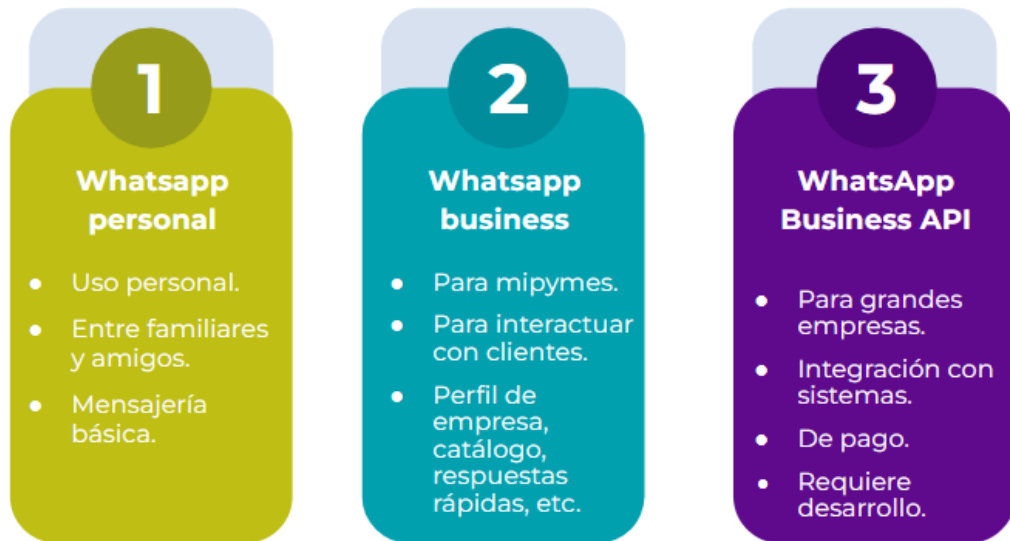 1
Whatsapp
personal
● Uso personal.
● Entre familiares
y amigos.
● Mensajería
básica.
2
Whatsapp
business
● Para mipymes.
● Para interactuar
con clientes.
● Perfil de
empresa,
catálogo,
respuestas
rápidas, etc.
3
WhatsApp
Business API
● Para grandes
empresas.
● Integración con
sistemas.
● De pago.
● Requiere
desarrollo.